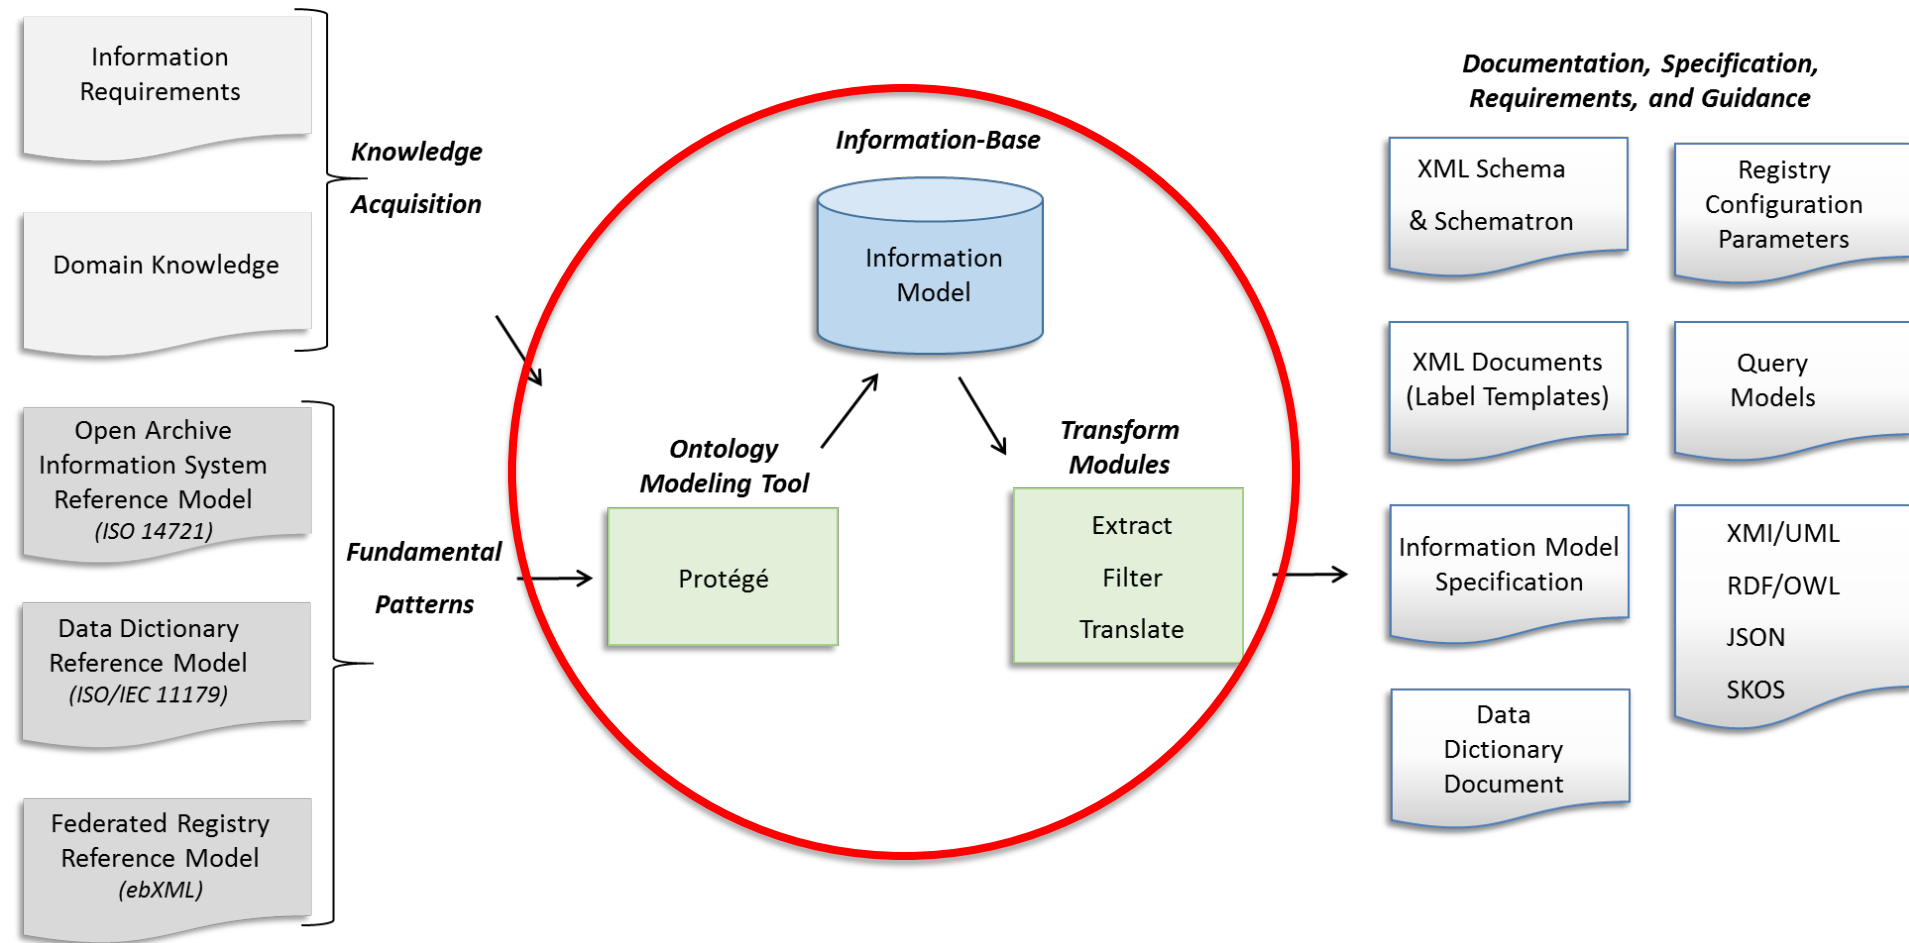 Information
Requirements
Domain Knowledge
Knowledge
Acquisition
Open Archive
Information System
Reference Model
(ISO 14721)
Data Dictionary
Reference Model
(ISO/IEC 11179)
Federated Registry
Reference Model
(ebXML)
Fundamental
Patterns
Information-Base
Information
Model
Ontology
Modeling Tool
Protégé
Transform
Modules
Extract
Filter
Translate
Documentation, Specification,
Requirements, and Guidance
XML Schema
& Schematron
Registry
Configuration
Parameters
XML Documents
(Label Templates)
Query
Models
Information Model
Specification
XMI/UML
RDF/OWL
JSON
SKOS
Data
Dictionary
Document